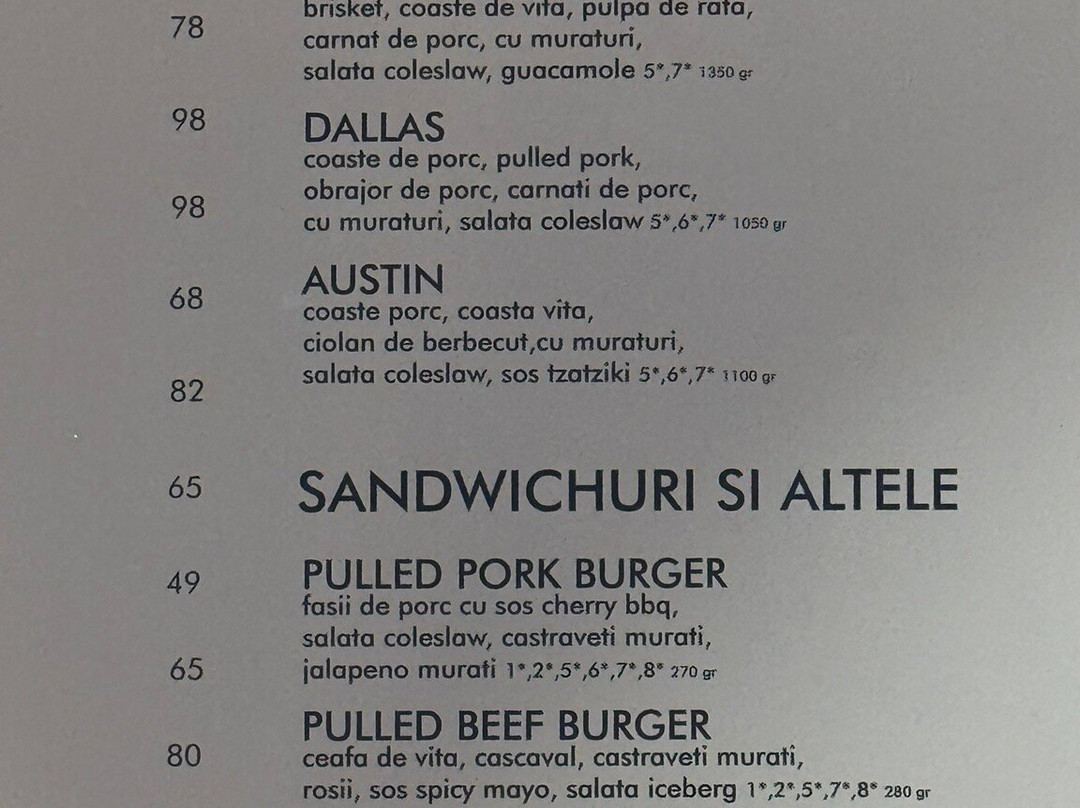 78
98
98
68
82
65
49
65
80
brisket, coaste de vita, pulpa de rata,
carnat de porc, cu muraturi,
salata coleslaw, guacamole 5*,7* 1350 gr
DALLAS
coaste de porc, pulled pork,
obrajor de porc, carnati de porc,
cu muraturi, salata coleslaw 5*,6*,7* 1050 gr
AUSTIN
coaste porc, coasta vita,
ciolan de berbecut,cu muraturi,
salata coleslaw, sos tzatziki 5*,6*,7* 1100 gr
SANDWICHURI SI ALTELE
PULLED PORK BURGER
fasii de porc cu sos cherry bbq,
salata coleslaw, castraveti murati,
jalapeno murati 1*,2*,5*,6*,7*,8* 270 gr
PULLED BEEF BURGER
ceafa de vita, cascaval, castraveti murati,
rosii, sos spicy mayo, salata iceberg 1*,2*,5*,7*,8* 280 gr